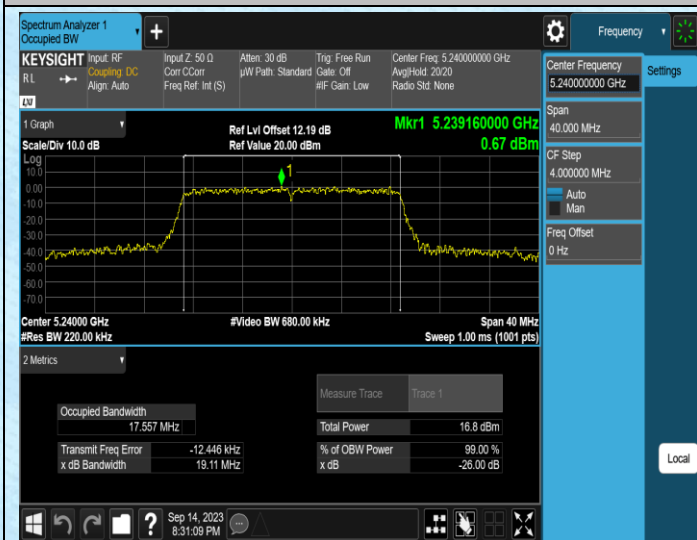 Spectrum Analyzer 1
Occupied BW
Frequency
KEYSIGHT
RL
LXI
Input: RF
Coupling: DC
Align: Auto
Input Z: 50 Ω
Corr CCorr
Freq Ref: Int (S)
Atten: 30 dB
µW Path: Standard
Trig: Free Run
Gate: Off
#IF Gain: Low
Center Freq: 5.240000000 GHz
Avg|Hold: 20/20
Radio Std: None
Center Frequency
5.240000000 GHz
Settings
Span
40.000 MHz
CF Step
4.000000 MHz
Auto
Man
Freq Offset
0 Hz
1 Graph
Scale/Div 10.0 dB
Ref Lvl Offset 12.19 dB
Ref Value 20.00 dBm
Mkr1 5.239160000 GHz
0.67 dBm
Log
10.0
0.00
-10.0
-20.0
-30.0
-40.0
-50.0
-60.0
-70.0
1
Center 5.24000 GHz
#Res BW 220.00 kHz
#Video BW 680.00 kHz
Span 40 MHz
Sweep 1.00 ms (1001 pts)
2 Metrics
Measure Trace Trace 1
Occupied Bandwidth
17.557 MHz
Total Power 16.8 dBm
Transmit Freq Error -12.446 kHz
% of OBW Power 99.00 %
x dB Bandwidth 19.11 MHz
x dB -26.00 dB
Local
?
Sep 14, 2023
8:31:09 PM